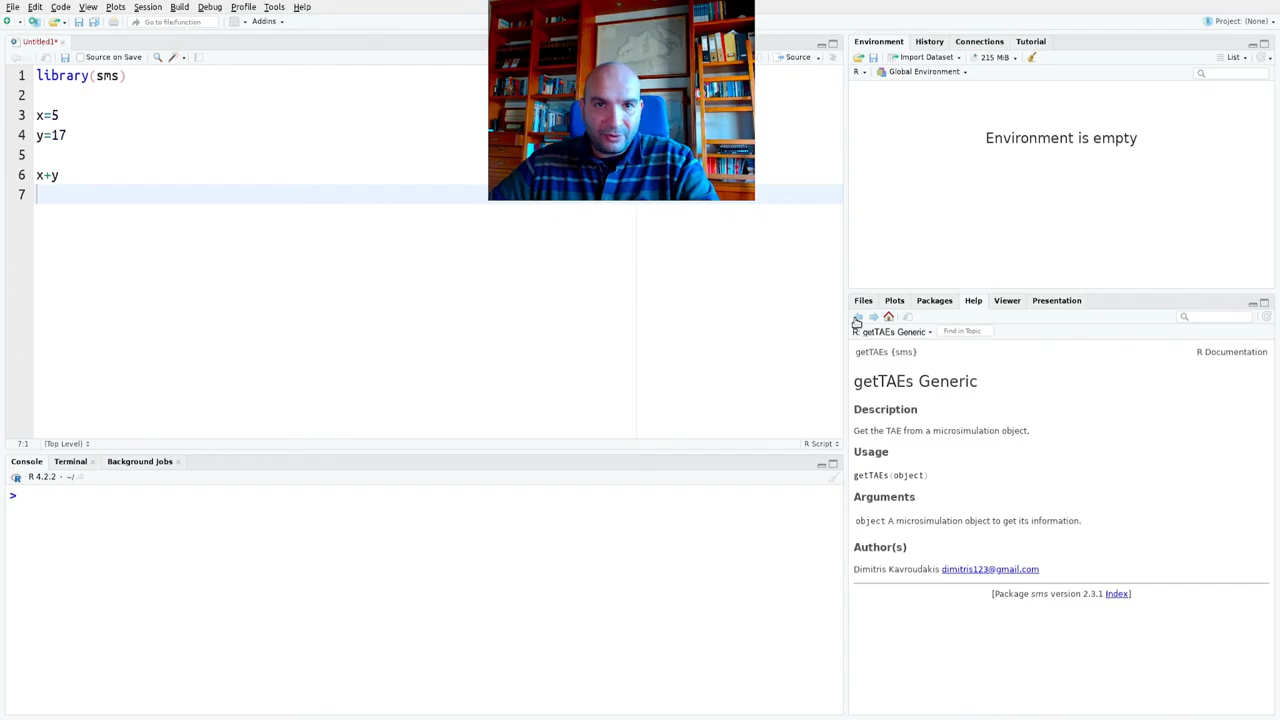 File Edit Code View Plots Session Build Debug Profile Tools Help
Go to file/function
Addins
Project: (None)
Untitled1*
Source on Save
Source
1 library(sms)
2
3 x=5
4 y=17
5
6 x+y
7
7:1 (Top Level)
R Script
Console Terminal Background Jobs
R 4.2.2 · ~/
>
Environment History Connections Tutorial
Import Dataset 215 MiB List
R Global Environment
Environment is empty
Files Plots Packages Help Viewer Presentation
R: getTAEs Generic Find in Topic
getTAEs {sms} R Documentation
getTAEs Generic
Description
Get the TAE from a microsimulation object.
Usage
getTAEs(object)
Arguments
object A microsimulation object to get its information.
Author(s)
Dimitris Kavroudakis dimitris123@gmail.com
[Package sms version 2.3.1 Index]